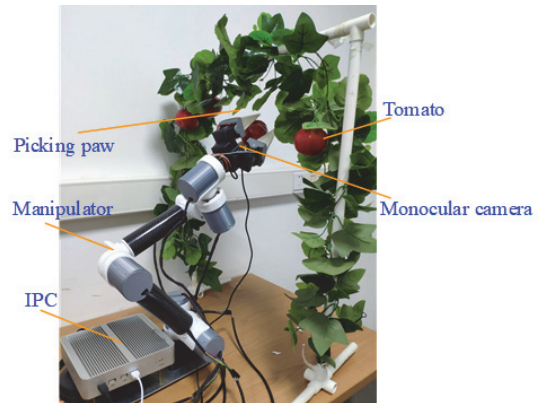 Picking paw
Tomato
Manipulator
Monocular camera
IPC